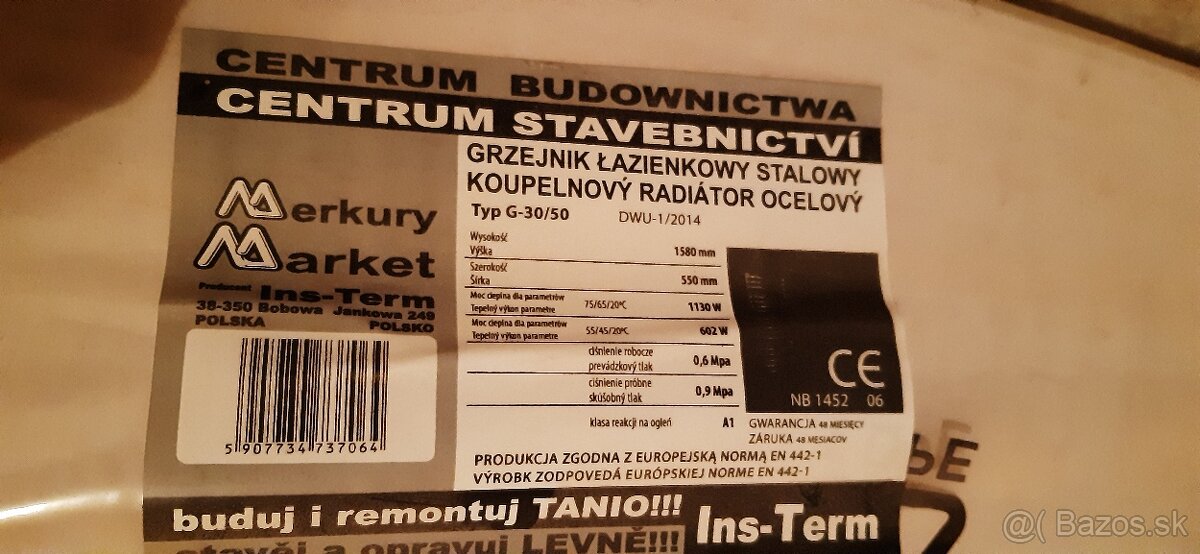 CENTRUM BUDOWNICTWA
CENTRUM STAVEBNICTVÍ
Merkury
Market
Producent Ins-Term
38-350 Bobowa Jankowa 249
POLSKA POLSKO
5 907734 737064
GRZEJNIK ŁAZIENKOWY STALOWY
KOUPELNOVÝ RADIÁTOR OCELOVÝ
Typ G-30/50 DWU-1/2014
Wysokość
Výška 1580 mm
Szerokość
Šírka 550 mm
Moc cieplna dla parametrów
Tepelný výkon parametre 75/65/20°C 1130 W
Moc cieplna dla parametrów
Tepelný výkon parametre 55/45/20°C 602 W
ciśnienie robocze
prevádzkový tlak 0,6 Mpa
ciśnienie próbne
skúšobný tlak 0,9 Mpa
klasa reakcji na ogień A1
CE
NB 1452 06
GWARANCJA 48 MIESIĘCY
ZÁRUKA 48 MESIACOV
PRODUKCJA ZGODNA Z EUROPEJSKĄ NORMĄ EN 442-1
VÝROBK ZODPOVEDÁ EURÓPSKIEJ NORME EN 442-1
buduj i remontuj TANIO!!!
stavěj a opravuj LEVNĚ!!!
Ins-Term
@( Bazos.sk